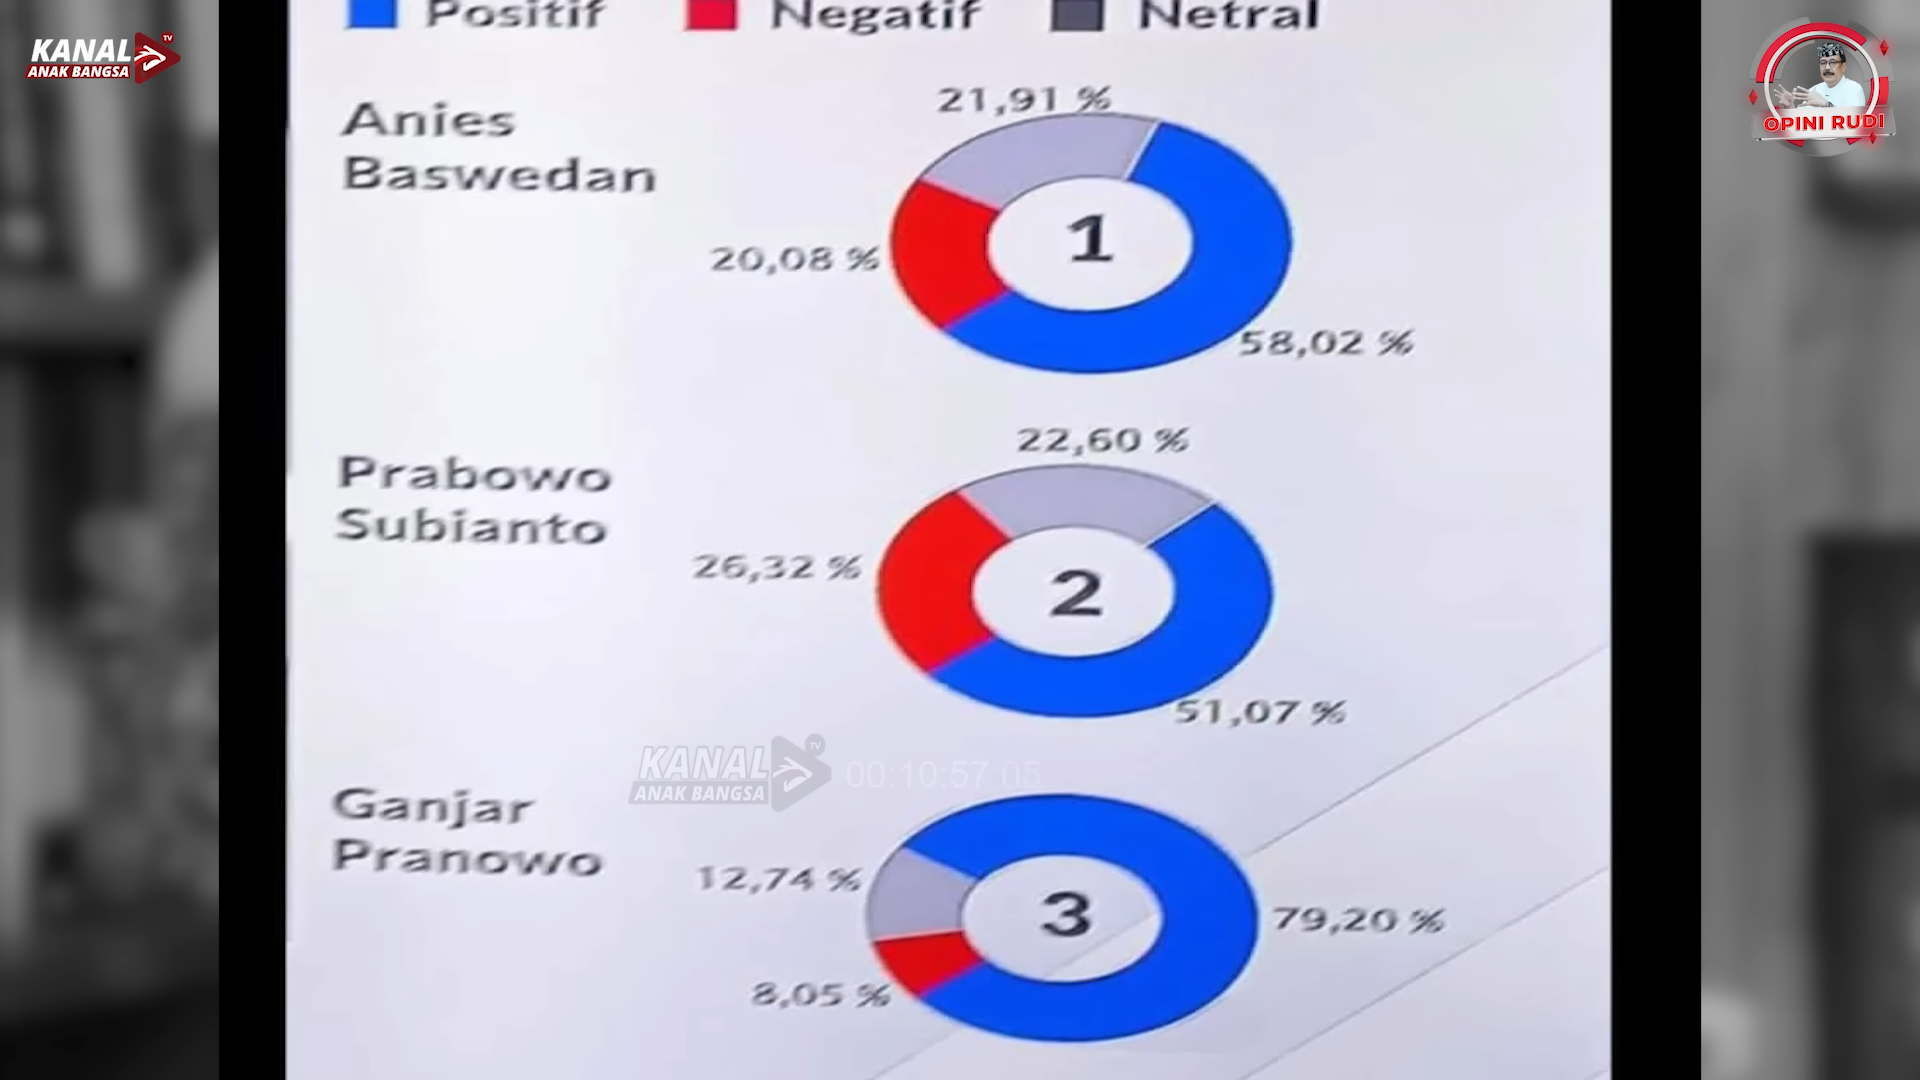 Positif Negatif Netral
KANAL TV
ANAK BANGSA
OPINI RUDI
Anies
Baswedan
21,91 %
1
20,08 %
58,02 %
22,60 %
Prabowo
Subianto
2
26,32 %
51,07 %
KANAL TV
ANAK BANGSA
00:10:57.05
Ganjar
Pranowo
12,74 %
3
79,20 %
8,05 %